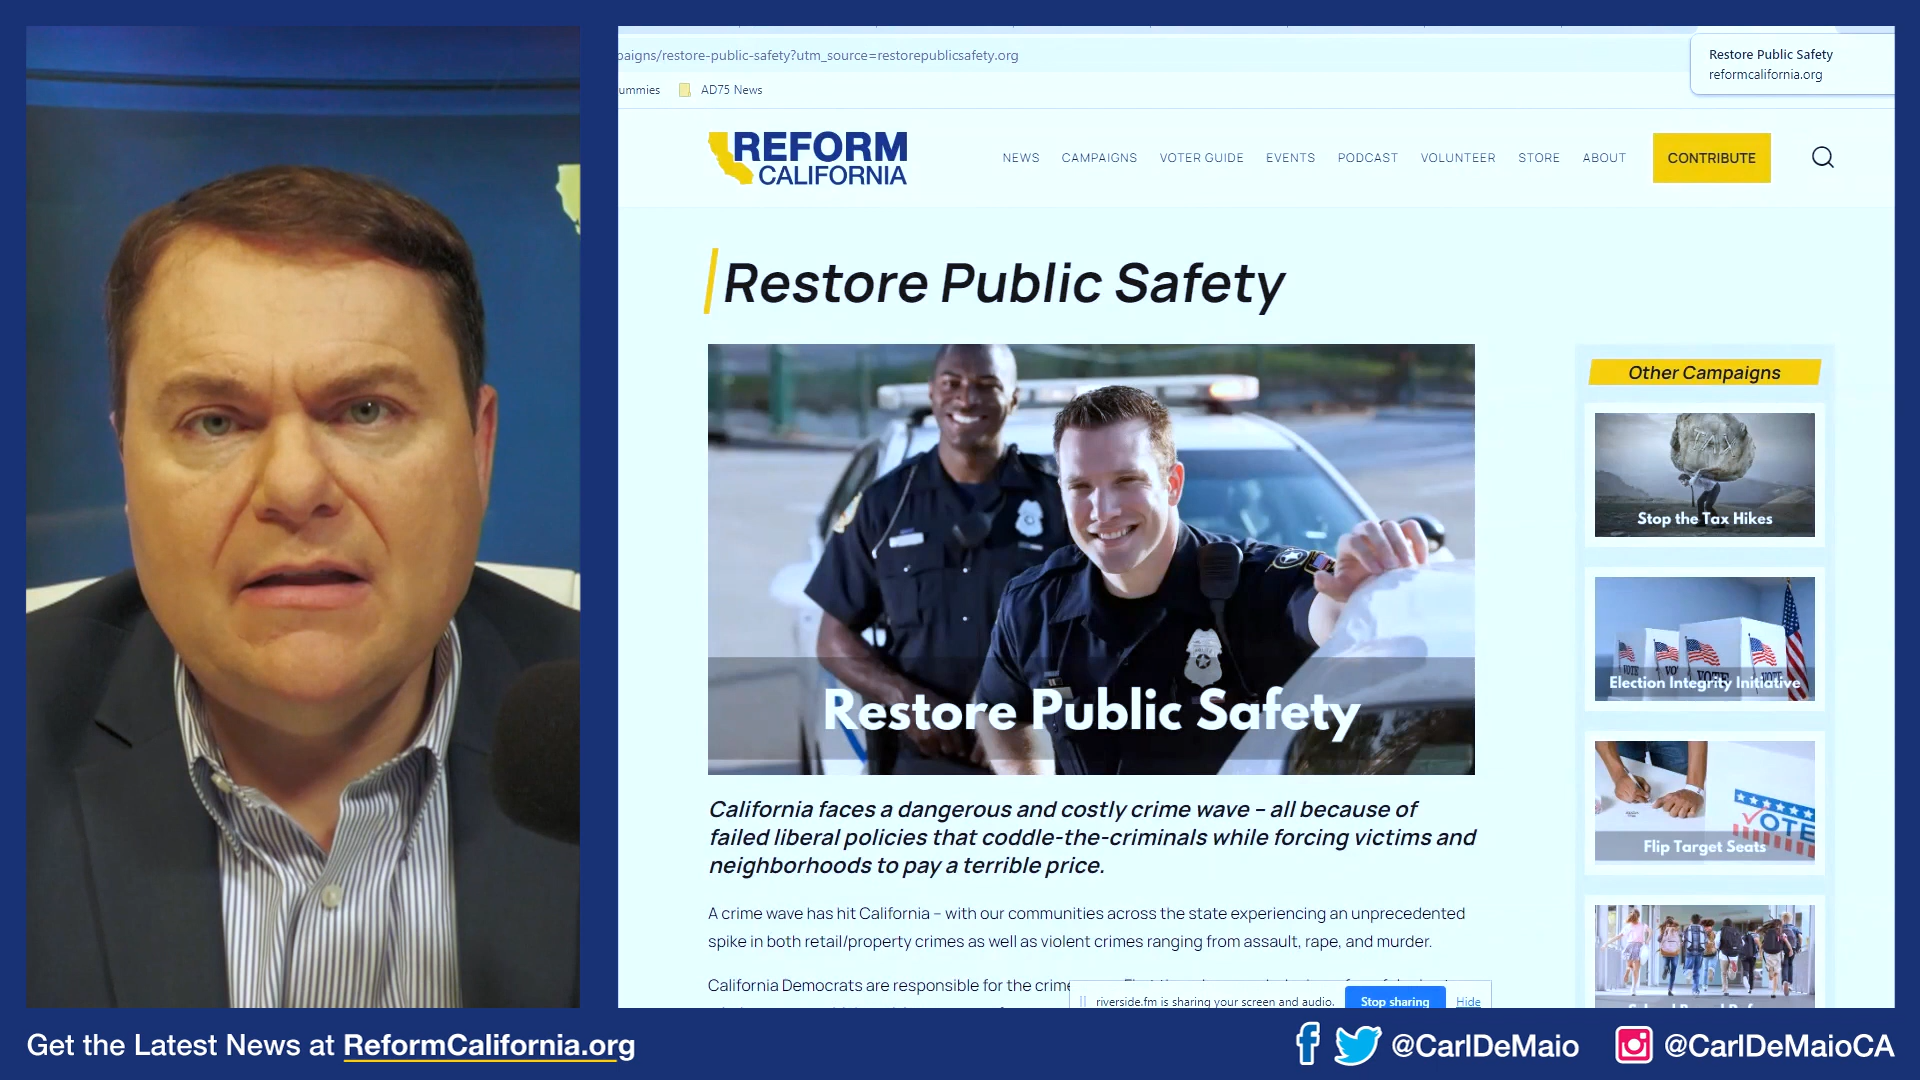 paigns/restore-public-safety?utm_source=restorepublicsafety.org
Restore Public Safety
reformcalifornia.org
ummies
AD75 News
REFORM
CALIFORNIA
NEWS CAMPAIGNS VOTER GUIDE EVENTS PODCAST VOLUNTEER STORE ABOUT CONTRIBUTE
Restore Public Safety
Restore Public Safety
California faces a dangerous and costly crime wave – all because of
failed liberal policies that coddle-the-criminals while forcing victims and
neighborhoods to pay a terrible price.
A crime wave has hit California – with our communities across the state experiencing an unprecedented
spike in both retail/property crimes as well as violent crimes ranging from assault, rape, and murder.
California Democrats are responsible for the crime
Other Campaigns
TAX
Stop the Tax Hikes
VOTE
VOTE
VOTE
Election Integrity Initiative
VOTE
Flip Target Seats
riverside.fm is sharing your screen and audio. Stop sharing Hide
Get the Latest News at ReformCalifornia.org
@CarlDeMaio
@CarlDeMaioCA